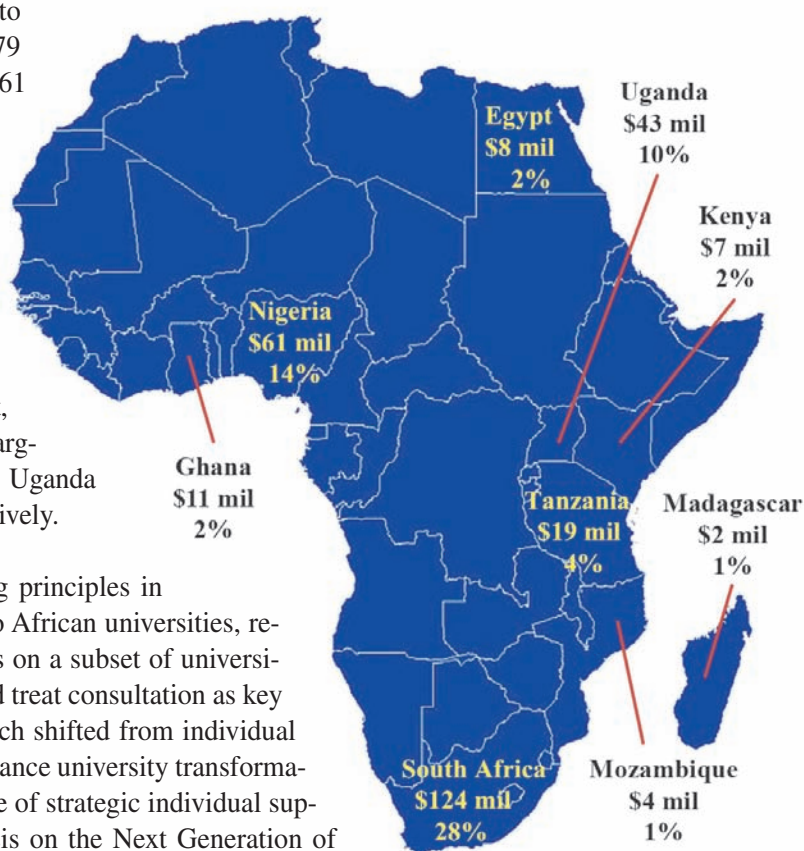 to
79
61
Uganda
$43 mil
10%
Egypt
$8 mil
2%
Kenya
$7 mil
2%
Nigeria
$61 mil
14%
Ghana
$11 mil
2%
Tanzania
$19 mil
4%
Madagascar
$2 mil
1%
South Africa
$124 mil
28%
Mozambique
$4 mil
1%
arg-
Uganda
ively.
principles in
African universities, re-
on a subset of universi-
treat consultation as key
shifted from individual
ance university transforma-
of strategic individual sup-
is on the Next Generation of